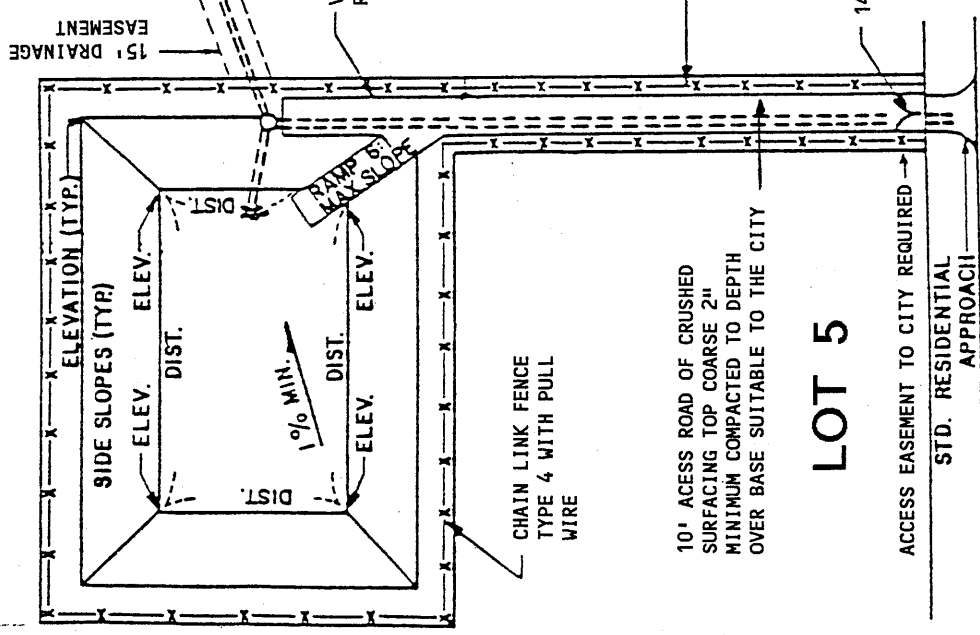 15' DRAINAGE
EASEMENT
ELEVATION (TYP.)
SIDE SLOPES (TYP.)
ELEV.
ELEV.
DIST.
DIST.
DIST.
1% MIN.
DIST.
ELEV.
ELEV.
RAMP 6:
MAX SLOPE
CHAIN LINK FENCE
TYPE 4 WITH PULL
WIRE
10' ACESS ROAD OF CRUSHED
SURFACING TOP COARSE 2"
MINIMUM COMPACTED TO DEPTH
OVER BASE SUITABLE TO THE CITY
LOT 5
ACCESS EASEMENT TO CITY REQUIRED
STD. RESIDENTIAL
APPROACH
14